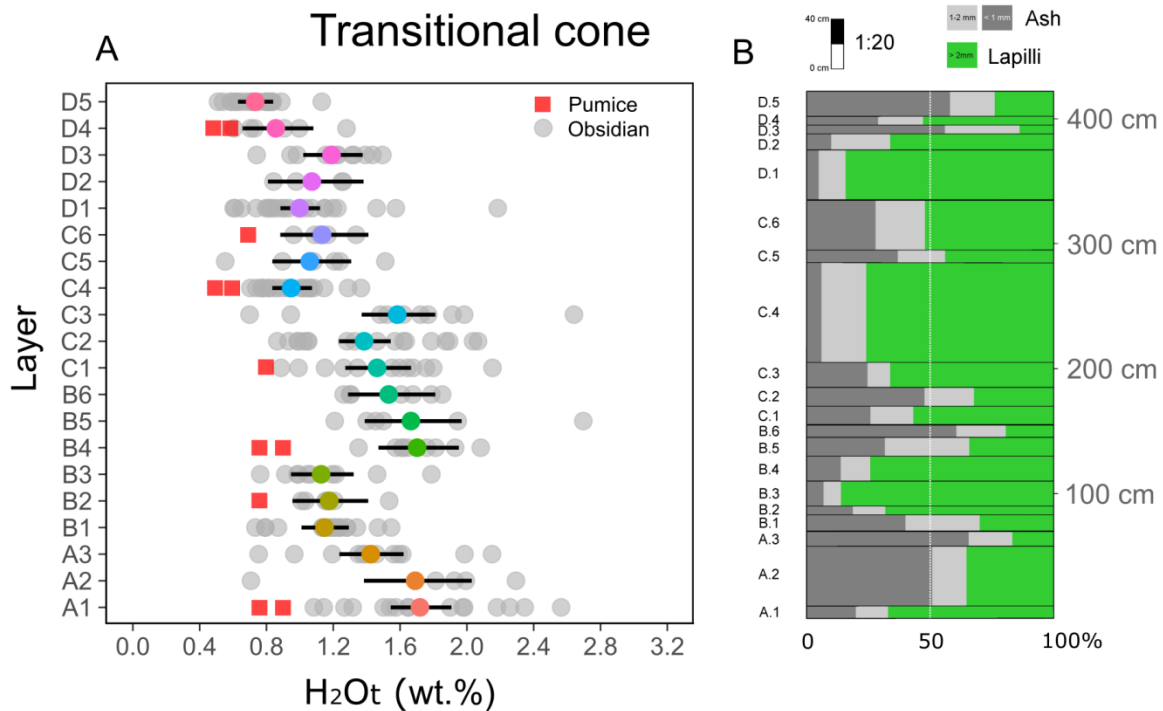 Transitional cone
A
Layer
D5
D4
D3
D2
D1
C6
C5
C4
C3
C2
C1
B6
B5
B4
B3
B2
B1
A3
A2
A1
Pumice
Obsidian
0.0 0.4 0.8 1.2 1.6 2.0 2.4 2.8 3.2
H2Ot (wt.%)
B
40 cm
0 cm
1:20
1-2 mm < 1 mm Ash
> 2mm Lapilli
D.5
D.4
D.3
D.2
D.1
C.6
C.5
C.4
C.3
C.2
C.1
B.6
B.5
B.4
B.3
B.2
B.1
A.3
A.2
A.1
400 cm
300 cm
200 cm
100 cm
0 50 100%